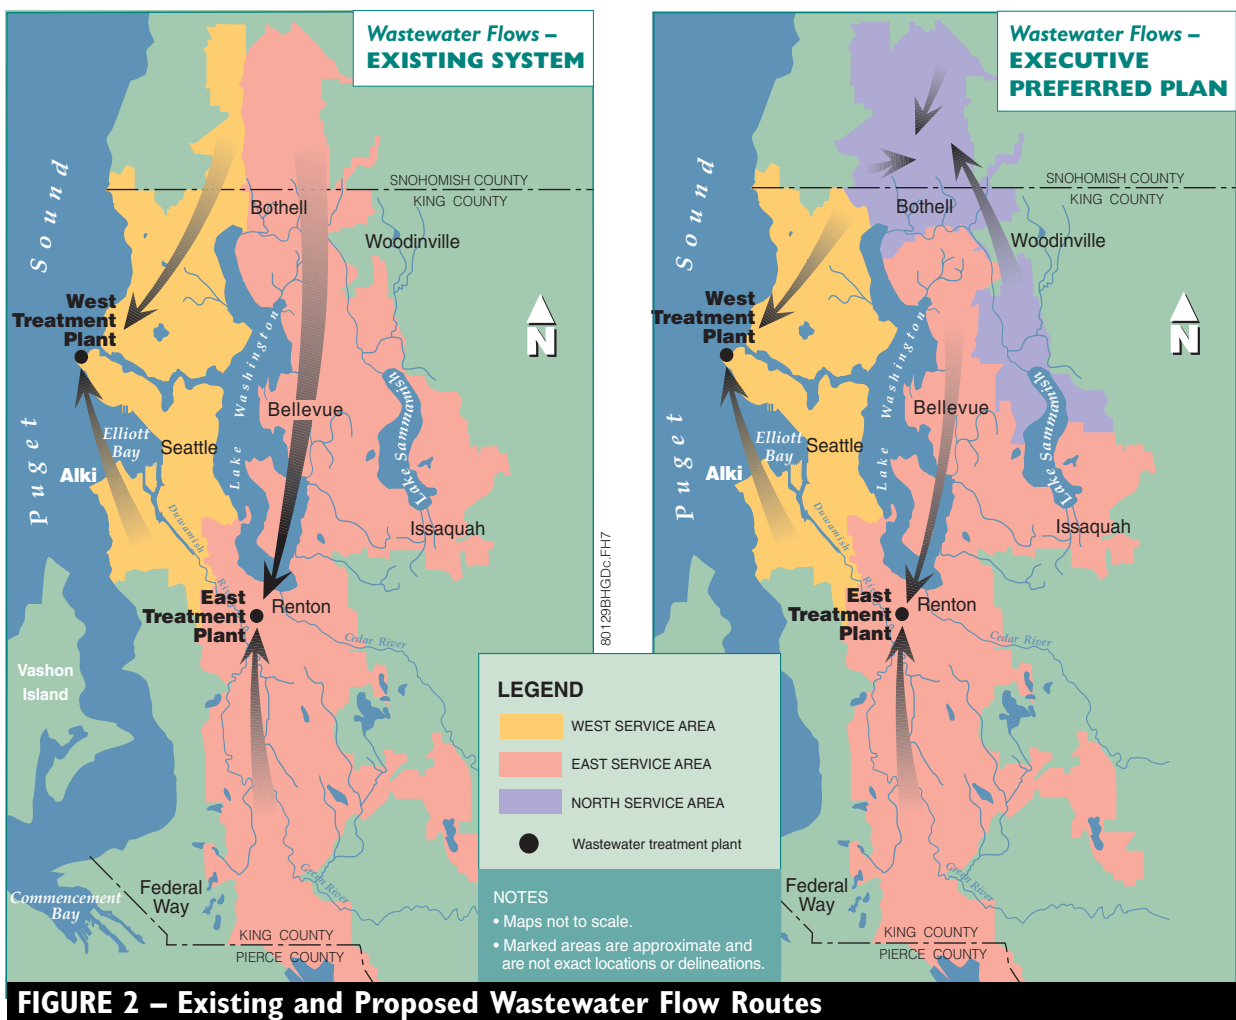 Wastewater Flows –
EXISTING SYSTEM
SNOHOMISH COUNTY
KING COUNTY
Bothell
Woodinville
Puget Sound
West
Treatment
Plant
N
Lake Washington
Bellevue
Lake Sammamish
Elliott
Bay
Seattle
Alki
Duwamish River
Issaquah
East
Treatment
Plant
Renton
Cedar River
Vashon
Island
Green River
Federal
Way
Commencement
Bay
KING COUNTY
PIERCE COUNTY
80129BHGDc.FH7
Wastewater Flows –
EXECUTIVE
PREFERRED PLAN
SNOHOMISH COUNTY
KING COUNTY
Bothell
Woodinville
Puget Sound
West
Treatment
Plant
N
Lake Washington
Bellevue
Lake Sammamish
Elliott
Bay
Seattle
Alki
Duwamish River
Issaquah
East
Treatment
Plant
Renton
Cedar River
Green River
Federal
Way
KING COUNTY
PIERCE COUNTY
LEGEND
WEST SERVICE AREA
EAST SERVICE AREA
NORTH SERVICE AREA
Wastewater treatment plant
NOTES
• Maps not to scale.
• Marked areas are approximate and
are not exact locations or delineations.
FIGURE 2 – Existing and Proposed Wastewater Flow Routes